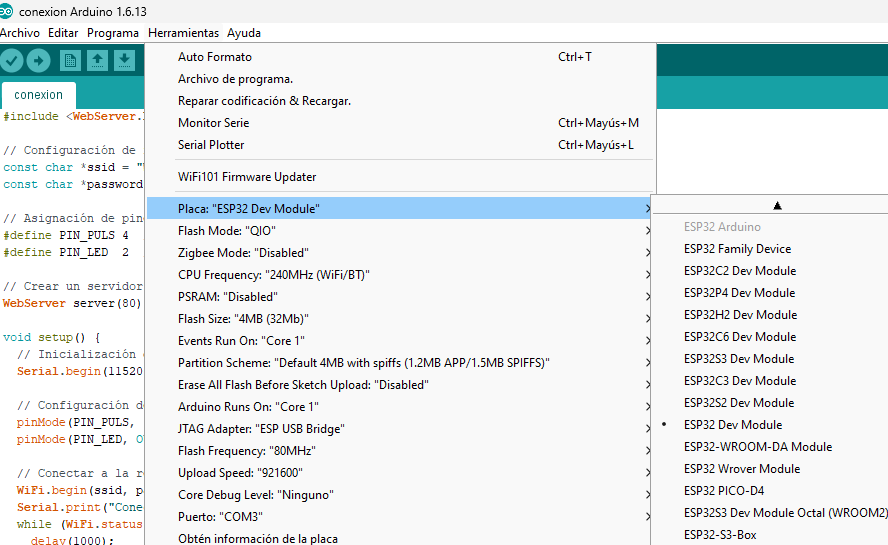 conexion Arduino 1.6.13
Archivo Editar Programa Herramientas Ayuda
conexion
#include <WebServer.
// Configuración de
const char *ssid = "
const char *password
// Asignación de pin
#define PIN_PULS 4
#define PIN_LED 2
// Crear un servidor
WebServer server(80)
void setup() {
// Inicialización
Serial.begin(11520
// Configuración d
pinMode(PIN_PULS,
pinMode(PIN_LED, O
// Conectar a la r
WiFi.begin(ssid, p
Serial.print("Cone
while (WiFi.status
delay(1000);
Auto Formato Ctrl+T
Archivo de programa.
Reparar codificación & Recargar.
Monitor Serie Ctrl+Mayús+M
Serial Plotter Ctrl+Mayús+L
WiFi101 Firmware Updater
Placa: "ESP32 Dev Module"
Flash Mode: "QIO"
Zigbee Mode: "Disabled"
CPU Frequency: "240MHz (WiFi/BT)"
PSRAM: "Disabled"
Flash Size: "4MB (32Mb)"
Events Run On: "Core 1"
Partition Scheme: "Default 4MB with spiffs (1.2MB APP/1.5MB SPIFFS)"
Erase All Flash Before Sketch Upload: "Disabled"
Arduino Runs On: "Core 1"
JTAG Adapter: "ESP USB Bridge"
Flash Frequency: "80MHz"
Upload Speed: "921600"
Core Debug Level: "Ninguno"
Puerto: "COM3"
Obtén información de la placa
ESP32 Arduino
ESP32 Family Device
ESP32C2 Dev Module
ESP32P4 Dev Module
ESP32H2 Dev Module
ESP32C6 Dev Module
ESP32S3 Dev Module
ESP32C3 Dev Module
ESP32S2 Dev Module
ESP32 Dev Module
ESP32-WROOM-DA Module
ESP32 Wrover Module
ESP32 PICO-D4
ESP32S3 Dev Module Octal (WROOM2)
ESP32-S3-Box